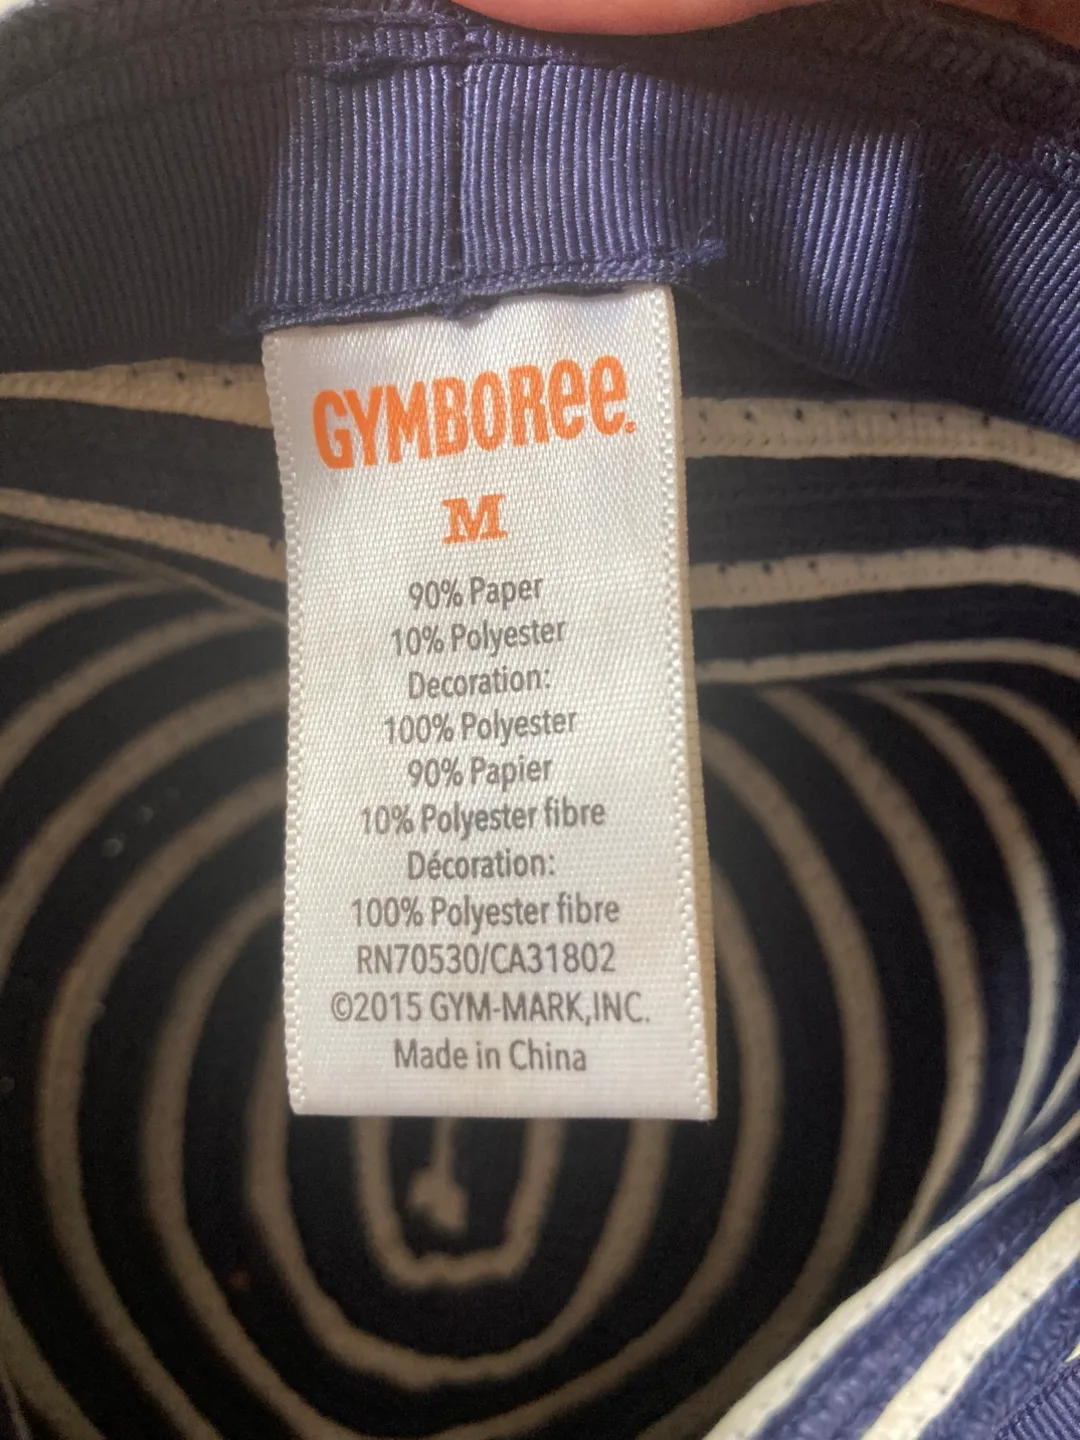 GYMBOREE.
M
90% Paper
10% Polyester
Decoration:
100% Polyester
90% Papier
10% Polyester fibre
Décoration:
100% Polyester fibre
RN70530/CA31802
©2015 GYM-MARK,INC.
Made in China